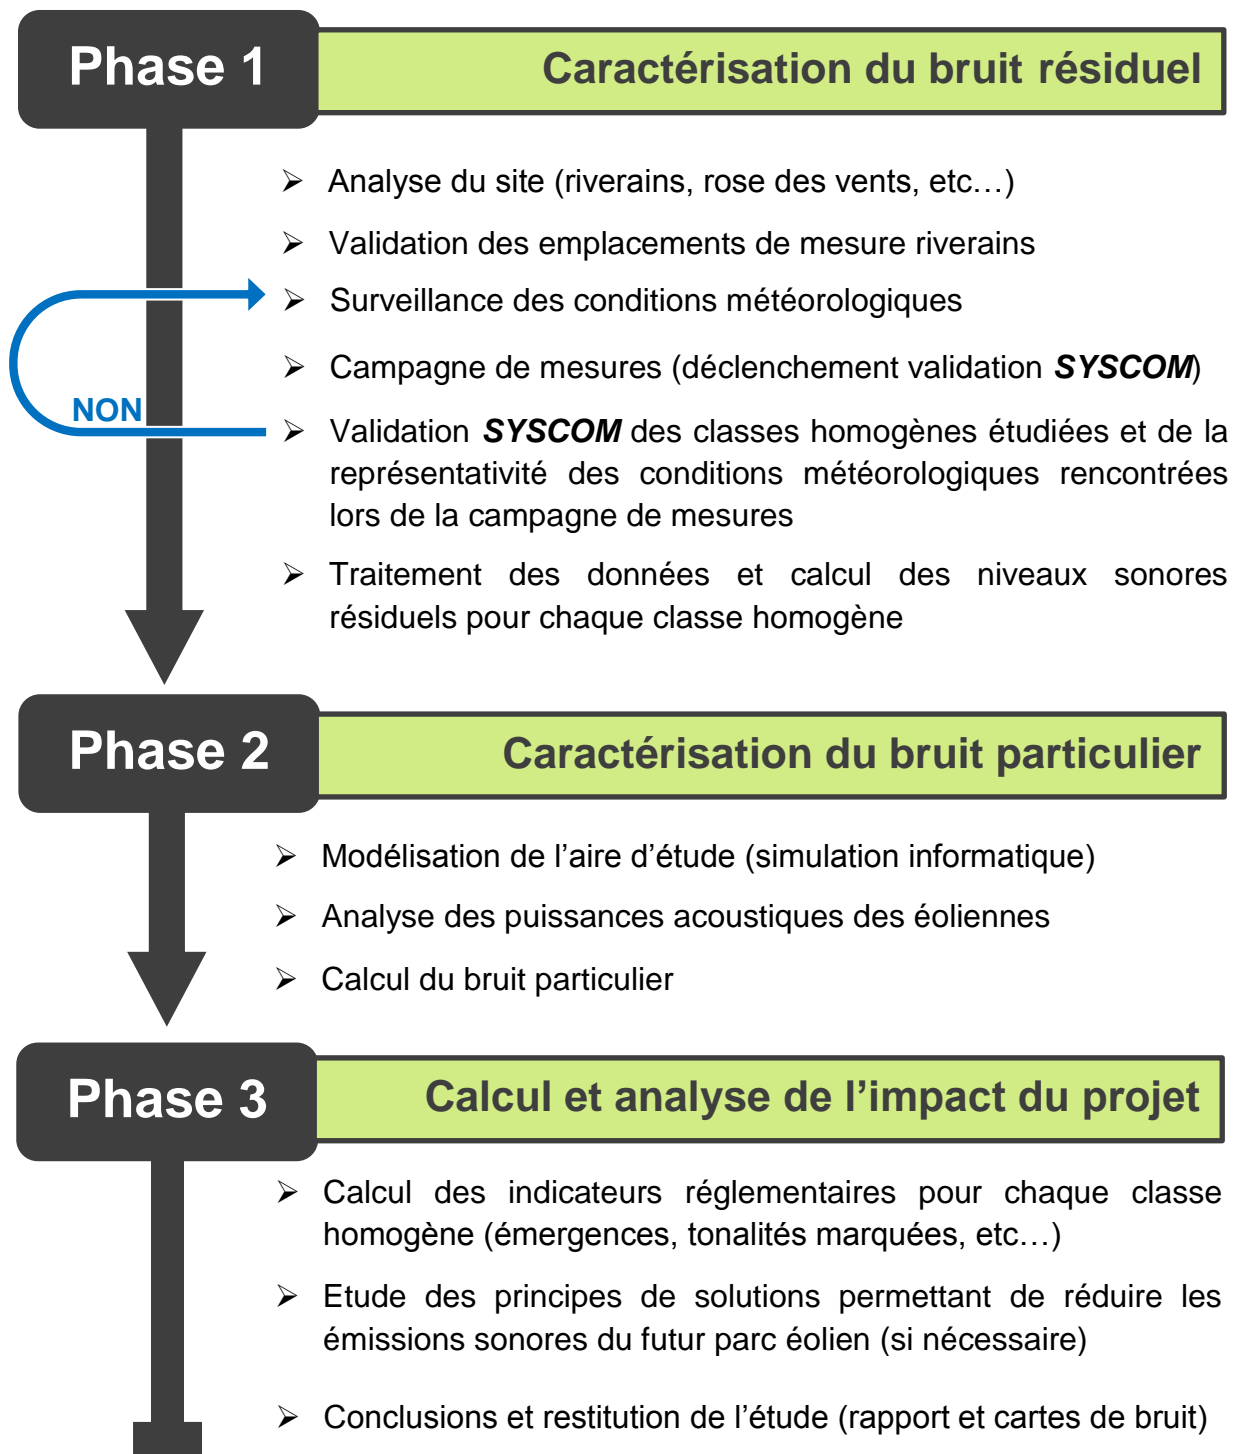 Phase 1
Caractérisation du bruit résiduel
➢ Analyse du site (riverains, rose des vents, etc…)
➢ Validation des emplacements de mesure riverains
➢ Surveillance des conditions météorologiques
➢ Campagne de mesures (déclenchement validation SYSCOM)
NON
➢ Validation SYSCOM des classes homogènes étudiées et de la
représentativité des conditions météorologiques rencontrées
lors de la campagne de mesures
➢ Traitement des données et calcul des niveaux sonores
résiduels pour chaque classe homogène
Phase 2
Caractérisation du bruit particulier
➢ Modélisation de l’aire d’étude (simulation informatique)
➢ Analyse des puissances acoustiques des éoliennes
➢ Calcul du bruit particulier
Phase 3
Calcul et analyse de l’impact du projet
➢ Calcul des indicateurs réglementaires pour chaque classe
homogène (émergences, tonalités marquées, etc…)
➢ Etude des principes de solutions permettant de réduire les
émissions sonores du futur parc éolien (si nécessaire)
➢ Conclusions et restitution de l’étude (rapport et cartes de bruit)